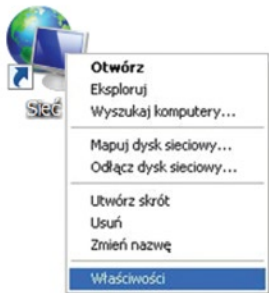 Sieć
Otwórz
Eksploruj
Wyszukaj komputery...
Mapuj dysk sieciowy...
Odłącz dysk sieciowy...
Utwórz skrót
Usuń
Zmień nazwę
Właściwości